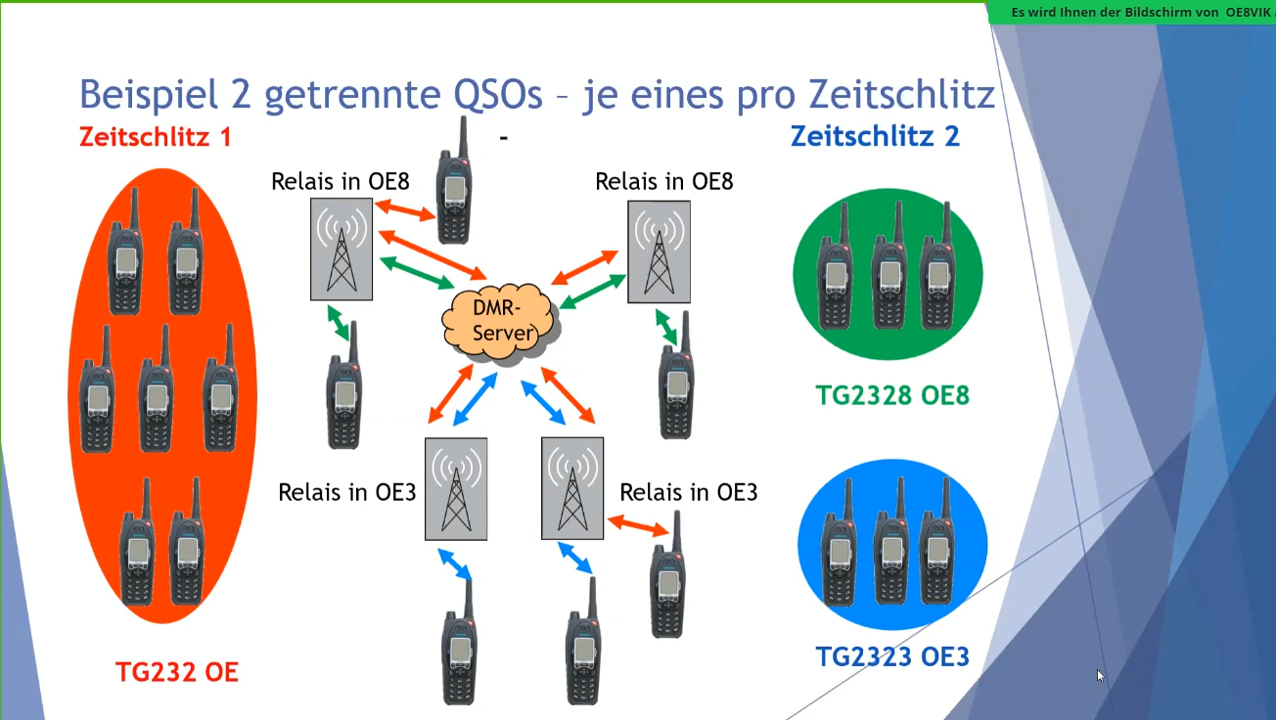 Es wird Ihnen der Bildschirm von OE8VIK
Beispiel 2 getrennte QSOs – je eines pro Zeitschlitz
Zeitschlitz 1
-
Zeitschlitz 2
Relais in OE8
Relais in OE8
DMR-
Server
TG2328 OE8
Relais in OE3
Relais in OE3
TG232 OE
TG2323 OE3